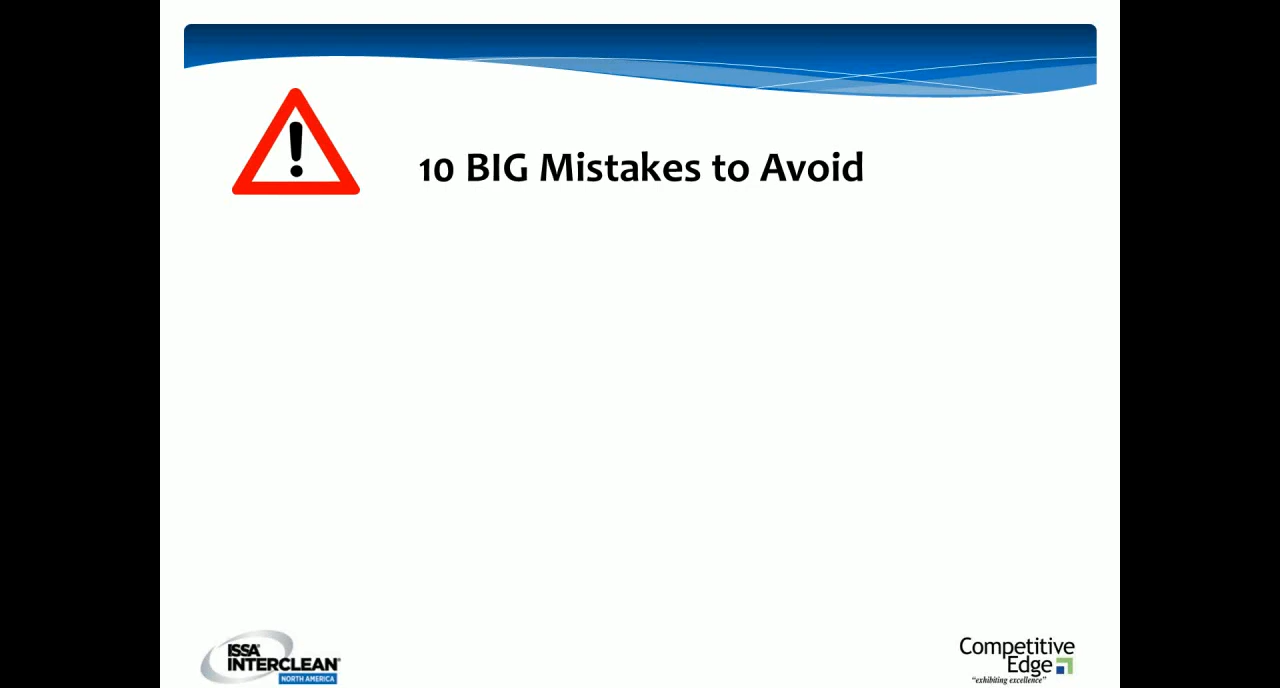 !
10 BIG Mistakes to Avoid
ISSA
INTERCLEAN®
NORTH AMERICA
Competitive
Edge
“exhibiting excellence”